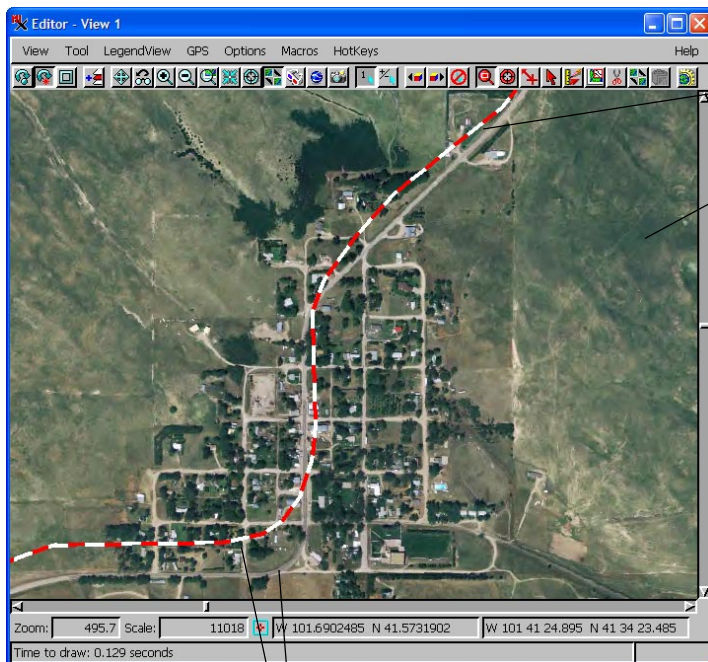 Editor - View 1
View Tool LegendView GPS Options Macros HotKeys Help
1
Zoom: 495.7 Scale: 11018 W 101.6902485 N 41.5731902 W 101 41 24.895 N 41 34 23.485
Time to draw: 0.129 seconds